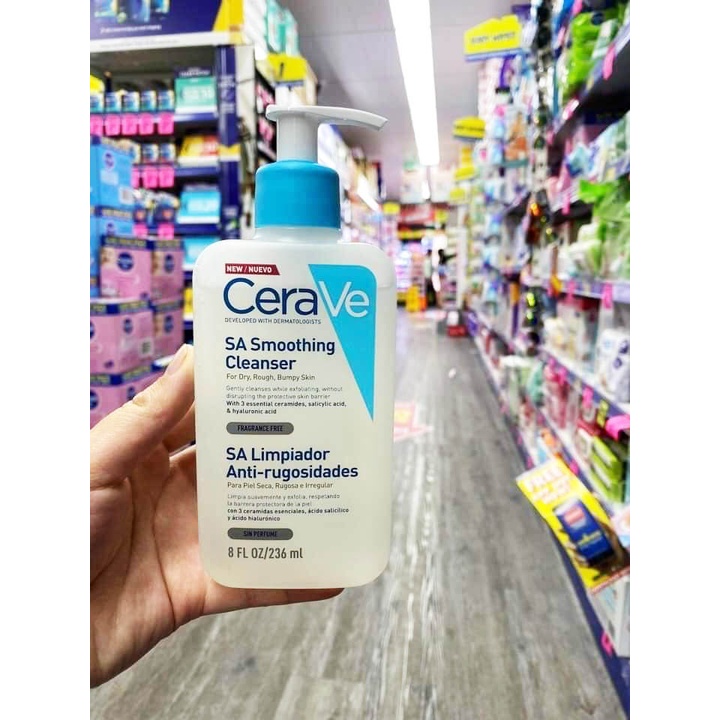 NEW / NUEVO
CeraVe
DEVELOPED WITH DERMATOLOGISTS
SA Smoothing
Cleanser
For Dry, Rough, Bumpy Skin
Gently cleanses while exfoliating, without
disrupting the protective skin barrier
With 3 essential ceramides, salicylic acid,
& hyaluronic acid
FRAGRANCE FREE
SA Limpiador
Anti-rugosidades
Para Piel Seca, Rugosa e Irregular
Limpia suavemente y exfolia, respetando
la barrera protectora de la piel
con 3 ceramidas esenciales, ácido salicílico
y ácido hialurónico
SIN PERFUME
8 FL OZ/236 ml
FREE